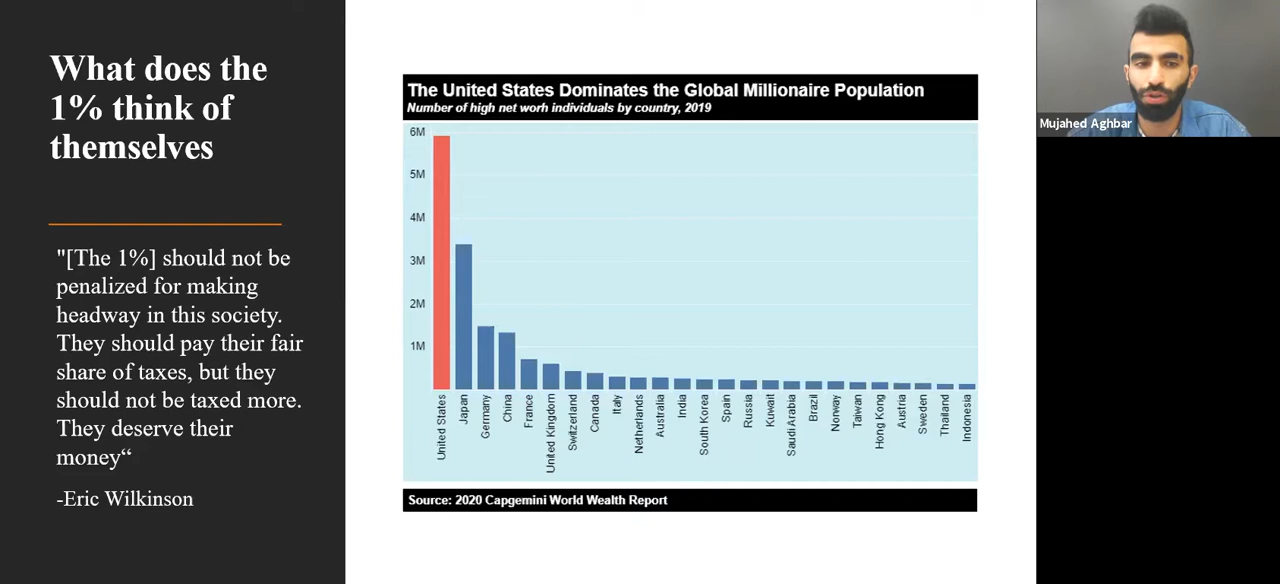 What does the
1% think of
themselves
"[The 1%] should not be
penalized for making
headway in this society.
They should pay their fair
share of taxes, but they
should not be taxed more.
They deserve their
money“
-Eric Wilkinson
The United States Dominates the Global Millionaire Population
Number of high net worh individuals by country, 2019
6M
5M
4M
3M
2M
1M
United States
Japan
Germany
China
France
United Kingdom
Switzerland
Canada
Italy
Netherlands
Australia
India
South Korea
Spain
Russia
Kuwait
Saudi Arabia
Brazil
Norway
Taiwan
Hong Kong
Austria
Sweden
Thailand
Indonesia
Source: 2020 Capgemini World Wealth Report
Mujahed Aghbar